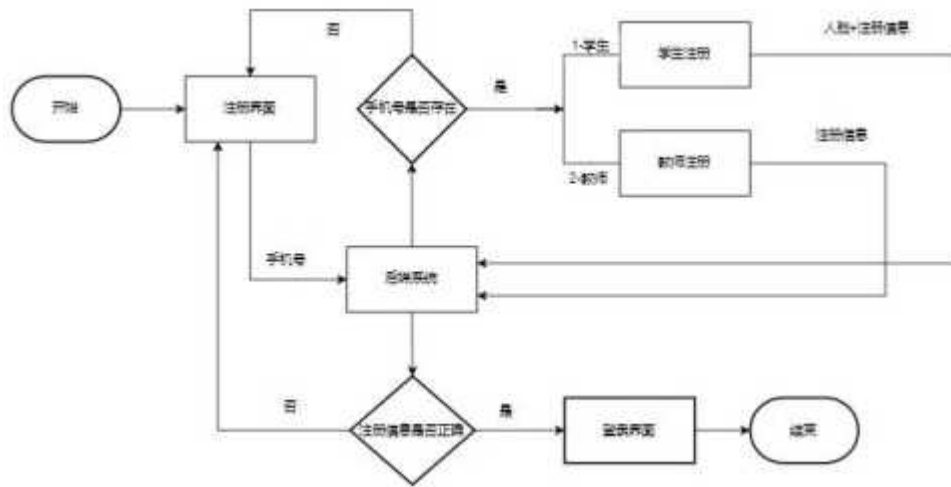 否
1-学生
学生注册
人脸+注册信息
开始
注册界面
手机号是否存在
是
2-教师
教师注册
注册信息
手机号
后端系统
否
注册信息是否正确
是
登录界面
结束